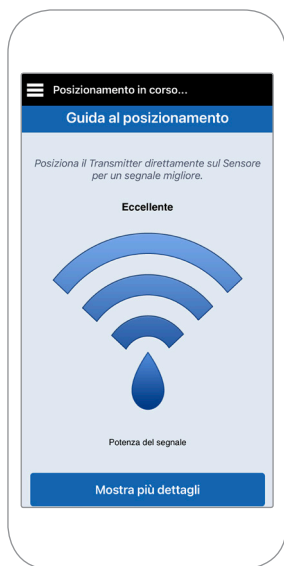 Posizionamento in corso...
Guida al posizionamento
Posiziona il Transmitter direttamente sul Sensore
per un segnale migliore.
Eccellente
Potenza del segnale
Mostra più dettagli